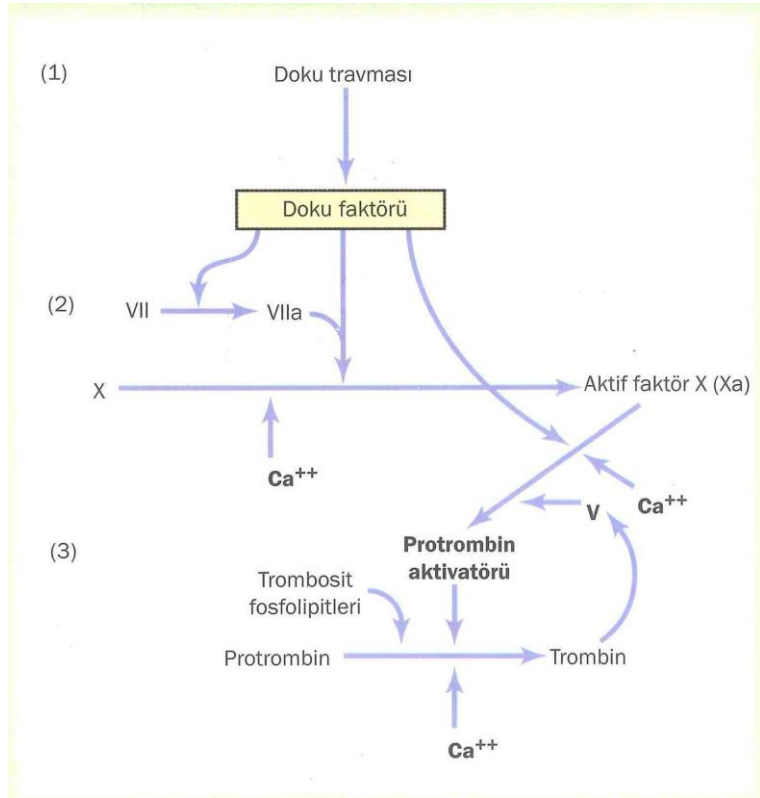 (1)
Doku travması
Doku faktörü
(2)
VII
VIIa
X
Aktif faktör X (Xa)
Ca++
Ca++
V
(3)
Protrombin
aktivatörü
Trombosit
fosfolipitleri
Protrombin
Trombin
Ca++